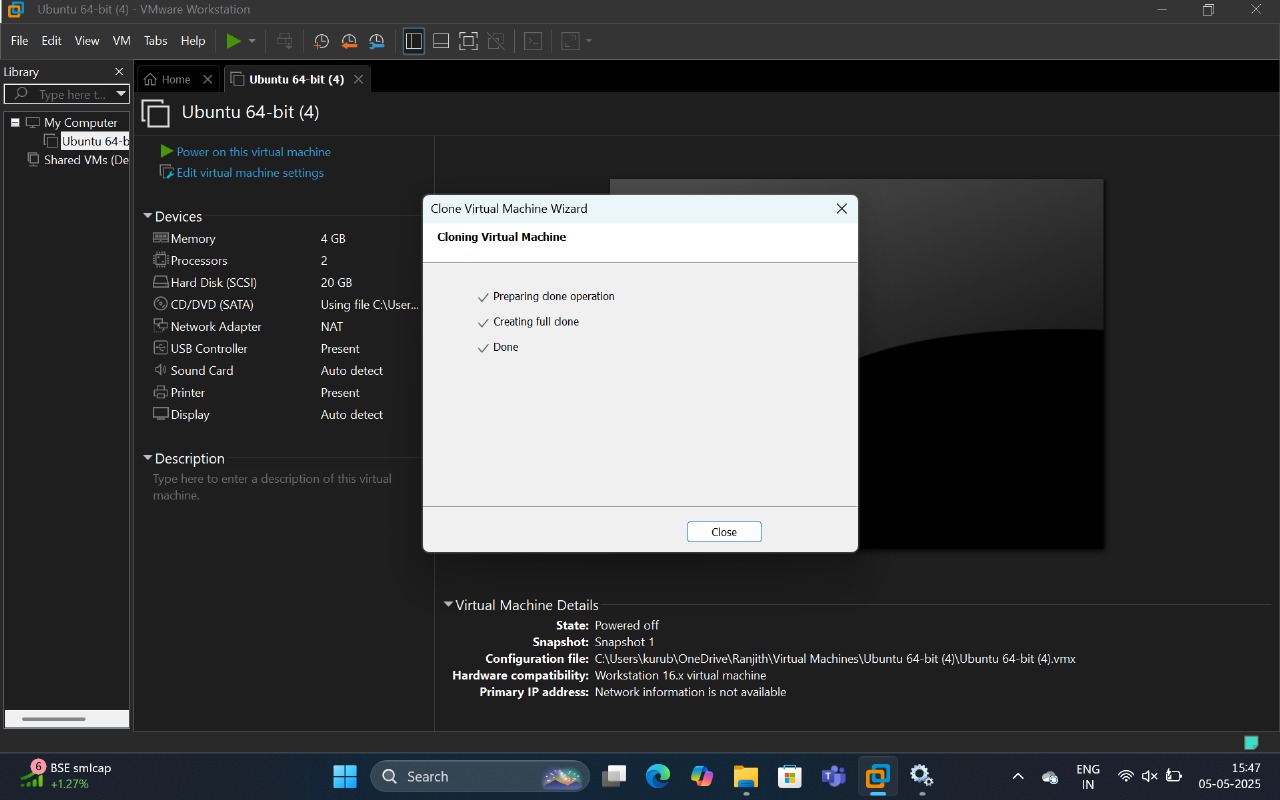 Ubuntu 64-bit (4) - VMware Workstation
File Edit View VM Tabs Help
Library
Type here t...
My Computer
Ubuntu 64-b
Shared VMs (De
Home
Ubuntu 64-bit (4)
Ubuntu 64-bit (4)
Power on this virtual machine
Edit virtual machine settings
Devices
Memory 4 GB
Processors 2
Hard Disk (SCSI) 20 GB
CD/DVD (SATA) Using file C:\User...
Network Adapter NAT
USB Controller Present
Sound Card Auto detect
Printer Present
Display Auto detect
Description
Type here to enter a description of this virtual
machine.
Clone Virtual Machine Wizard
Cloning Virtual Machine
Preparing clone operation
Creating full clone
Done
Close
Virtual Machine Details
State: Powered off
Snapshot: Snapshot 1
Configuration file: C:\Users\kurub\OneDrive\Ranjith\Virtual Machines\Ubuntu 64-bit (4)\Ubuntu 64-bit (4).vmx
Hardware compatibility: Workstation 16.x virtual machine
Primary IP address: Network information is not available
6
BSE smlcap
+1.27%
Search
ENG
IN
15:47
05-05-2025